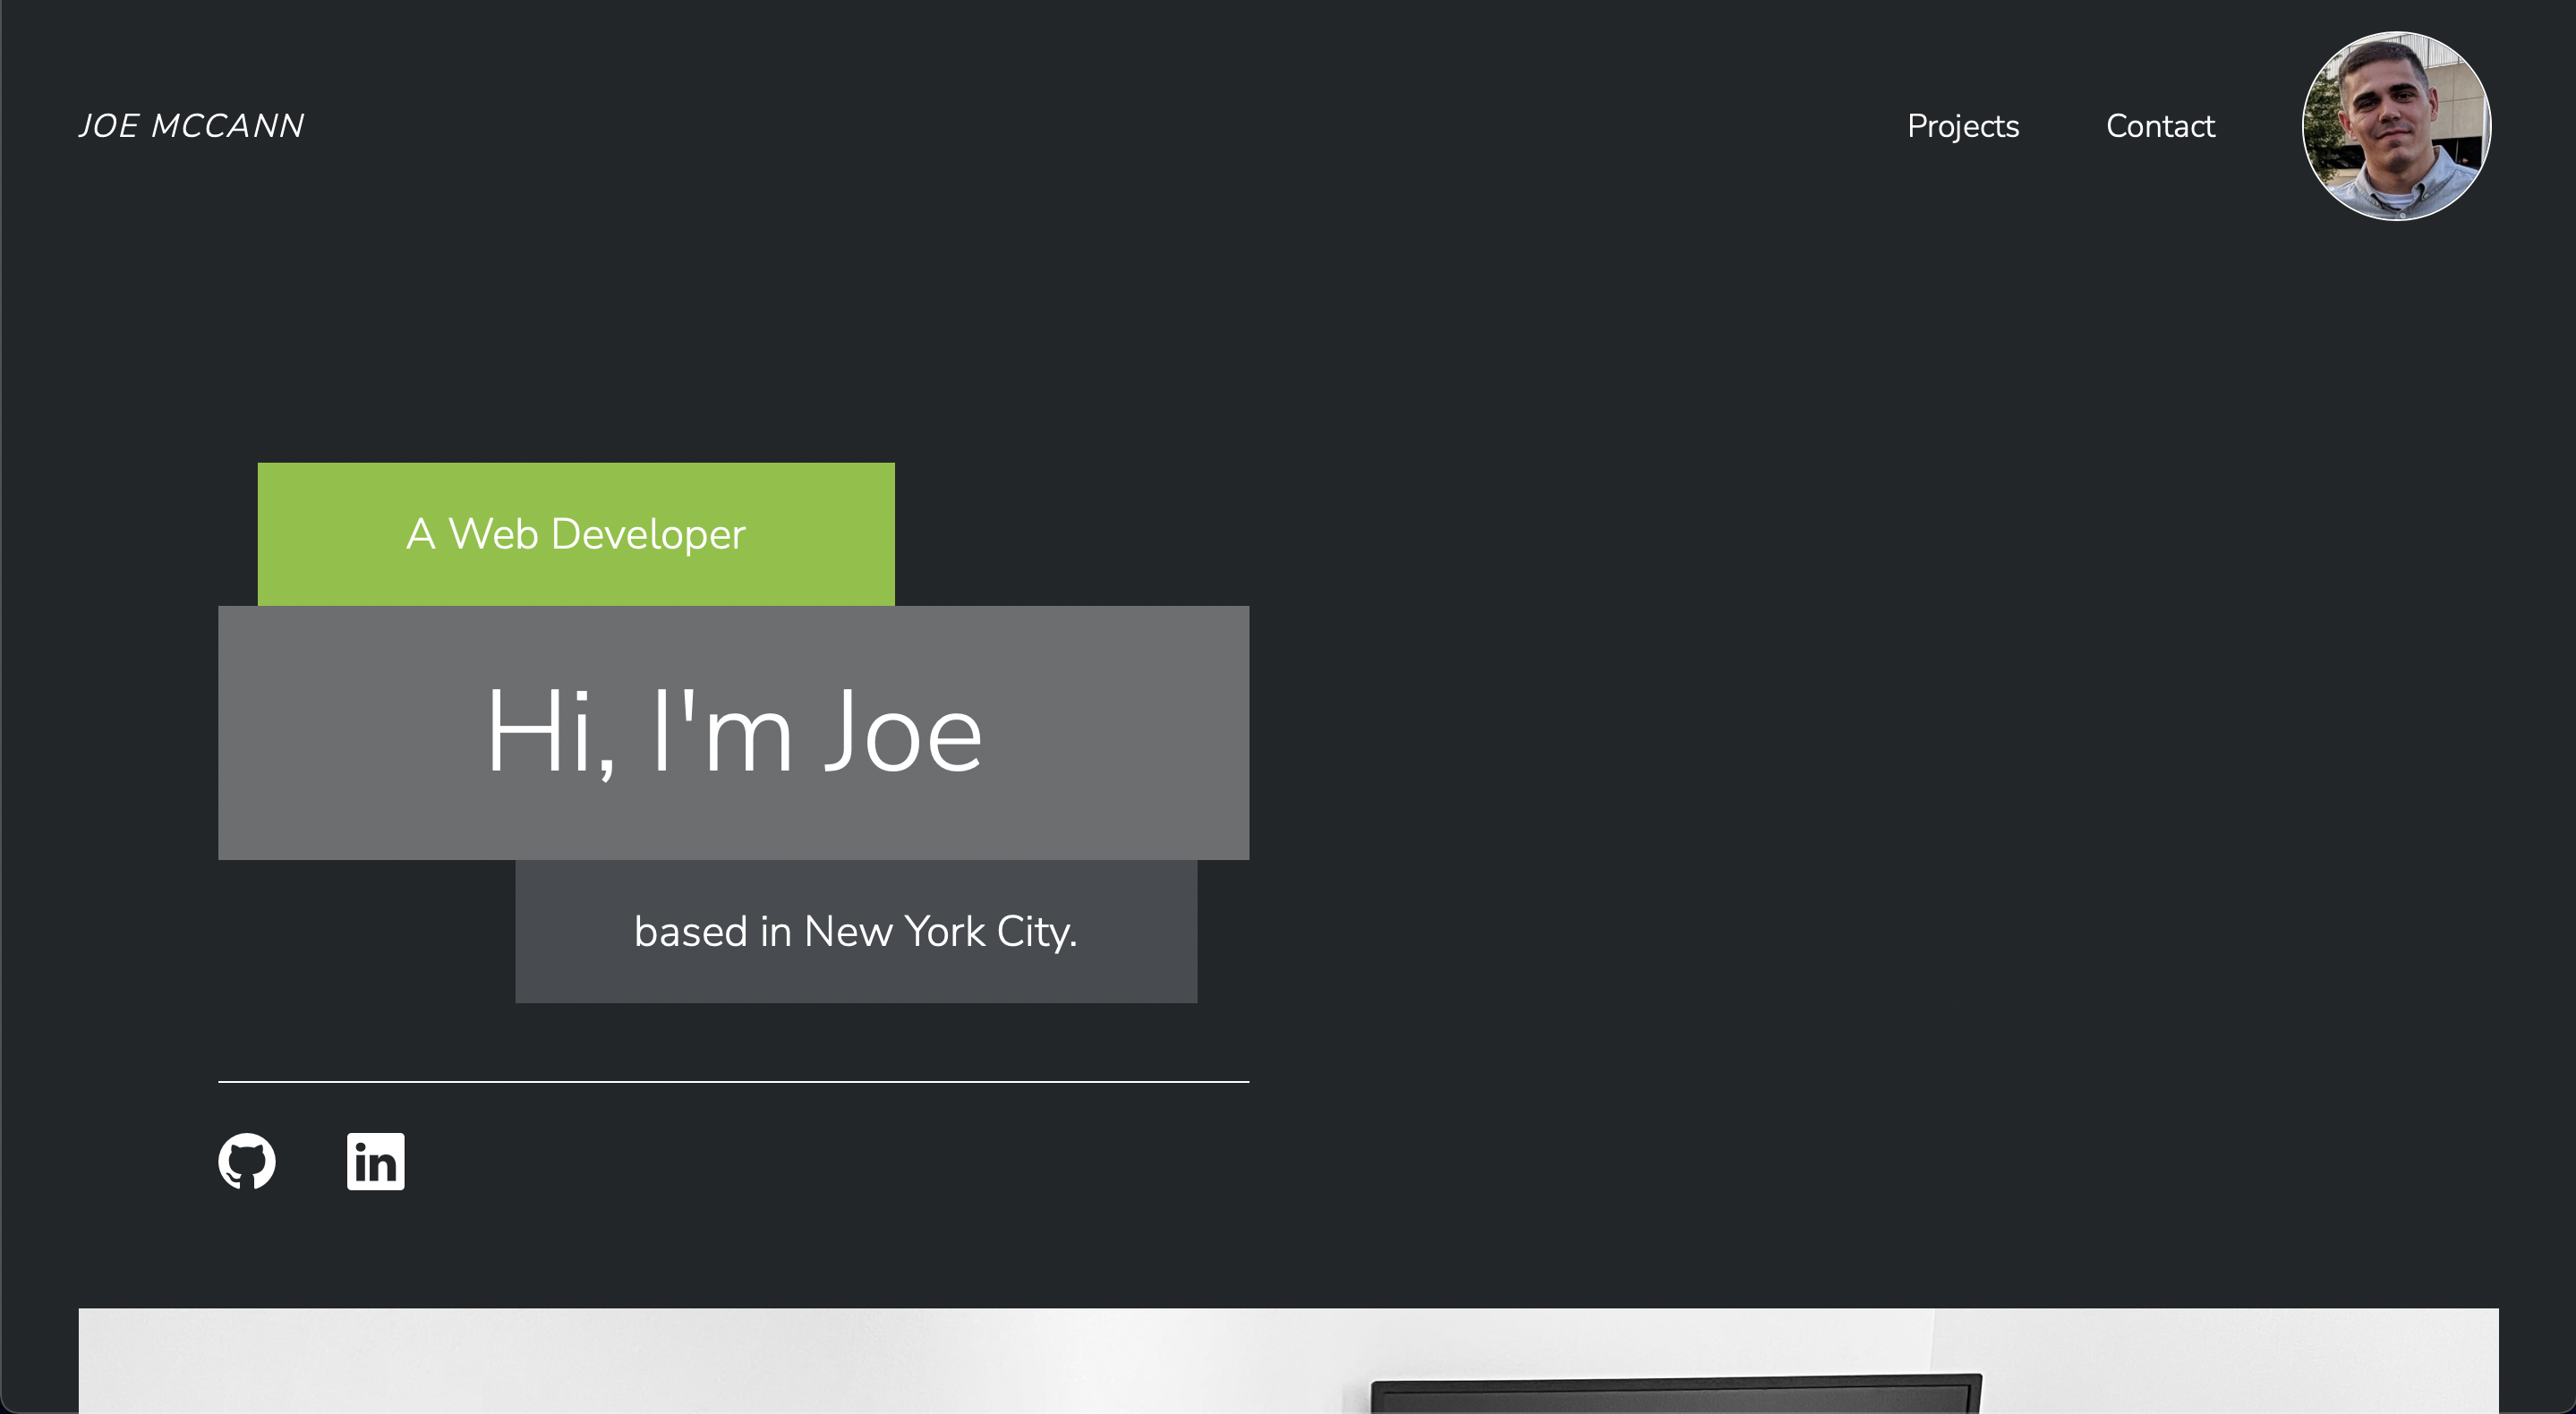 JOE MCCANN
Projects
Contact
A Web Developer
Hi, I'm Joe
based in New York City.
in